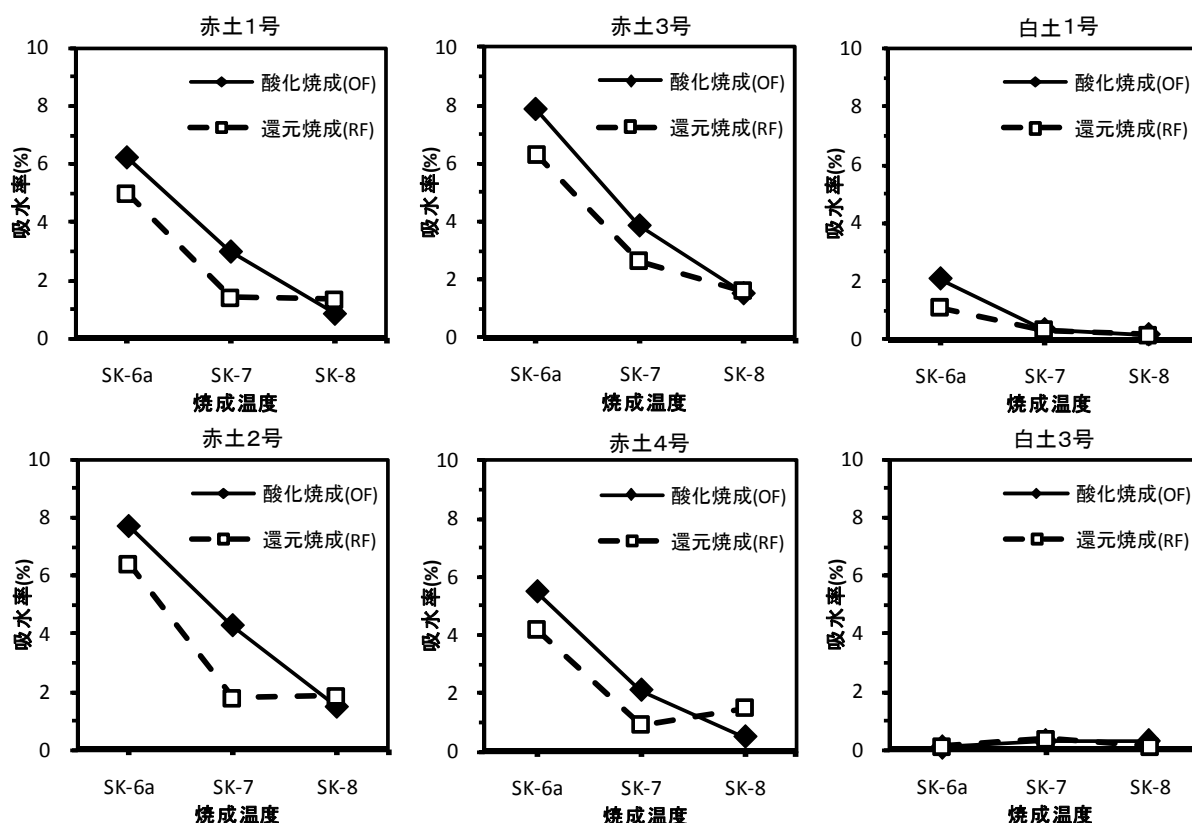 赤土1号
10
8
6
4
2
0
吸水率(%)
酸化焼成(OF)
還元焼成(RF)
SK-6a SK-7 SK-8
焼成温度
赤土3号
10
8
6
4
2
0
吸水率(%)
酸化焼成(OF)
還元焼成(RF)
SK-6a SK-7 SK-8
焼成温度
白土1号
10
8
6
4
2
0
吸水率(%)
酸化焼成(OF)
還元焼成(RF)
SK-6a SK-7 SK-8
焼成温度
赤土2号
10
8
6
4
2
0
吸水率(%)
酸化焼成(OF)
還元焼成(RF)
SK-6a SK-7 SK-8
焼成温度
赤土4号
10
8
6
4
2
0
吸水率(%)
酸化焼成(OF)
還元焼成(RF)
SK-6a SK-7 SK-8
焼成温度
白土3号
10
8
6
4
2
0
吸水率(%)
酸化焼成(OF)
還元焼成(RF)
SK-6a SK-7 SK-8
焼成温度